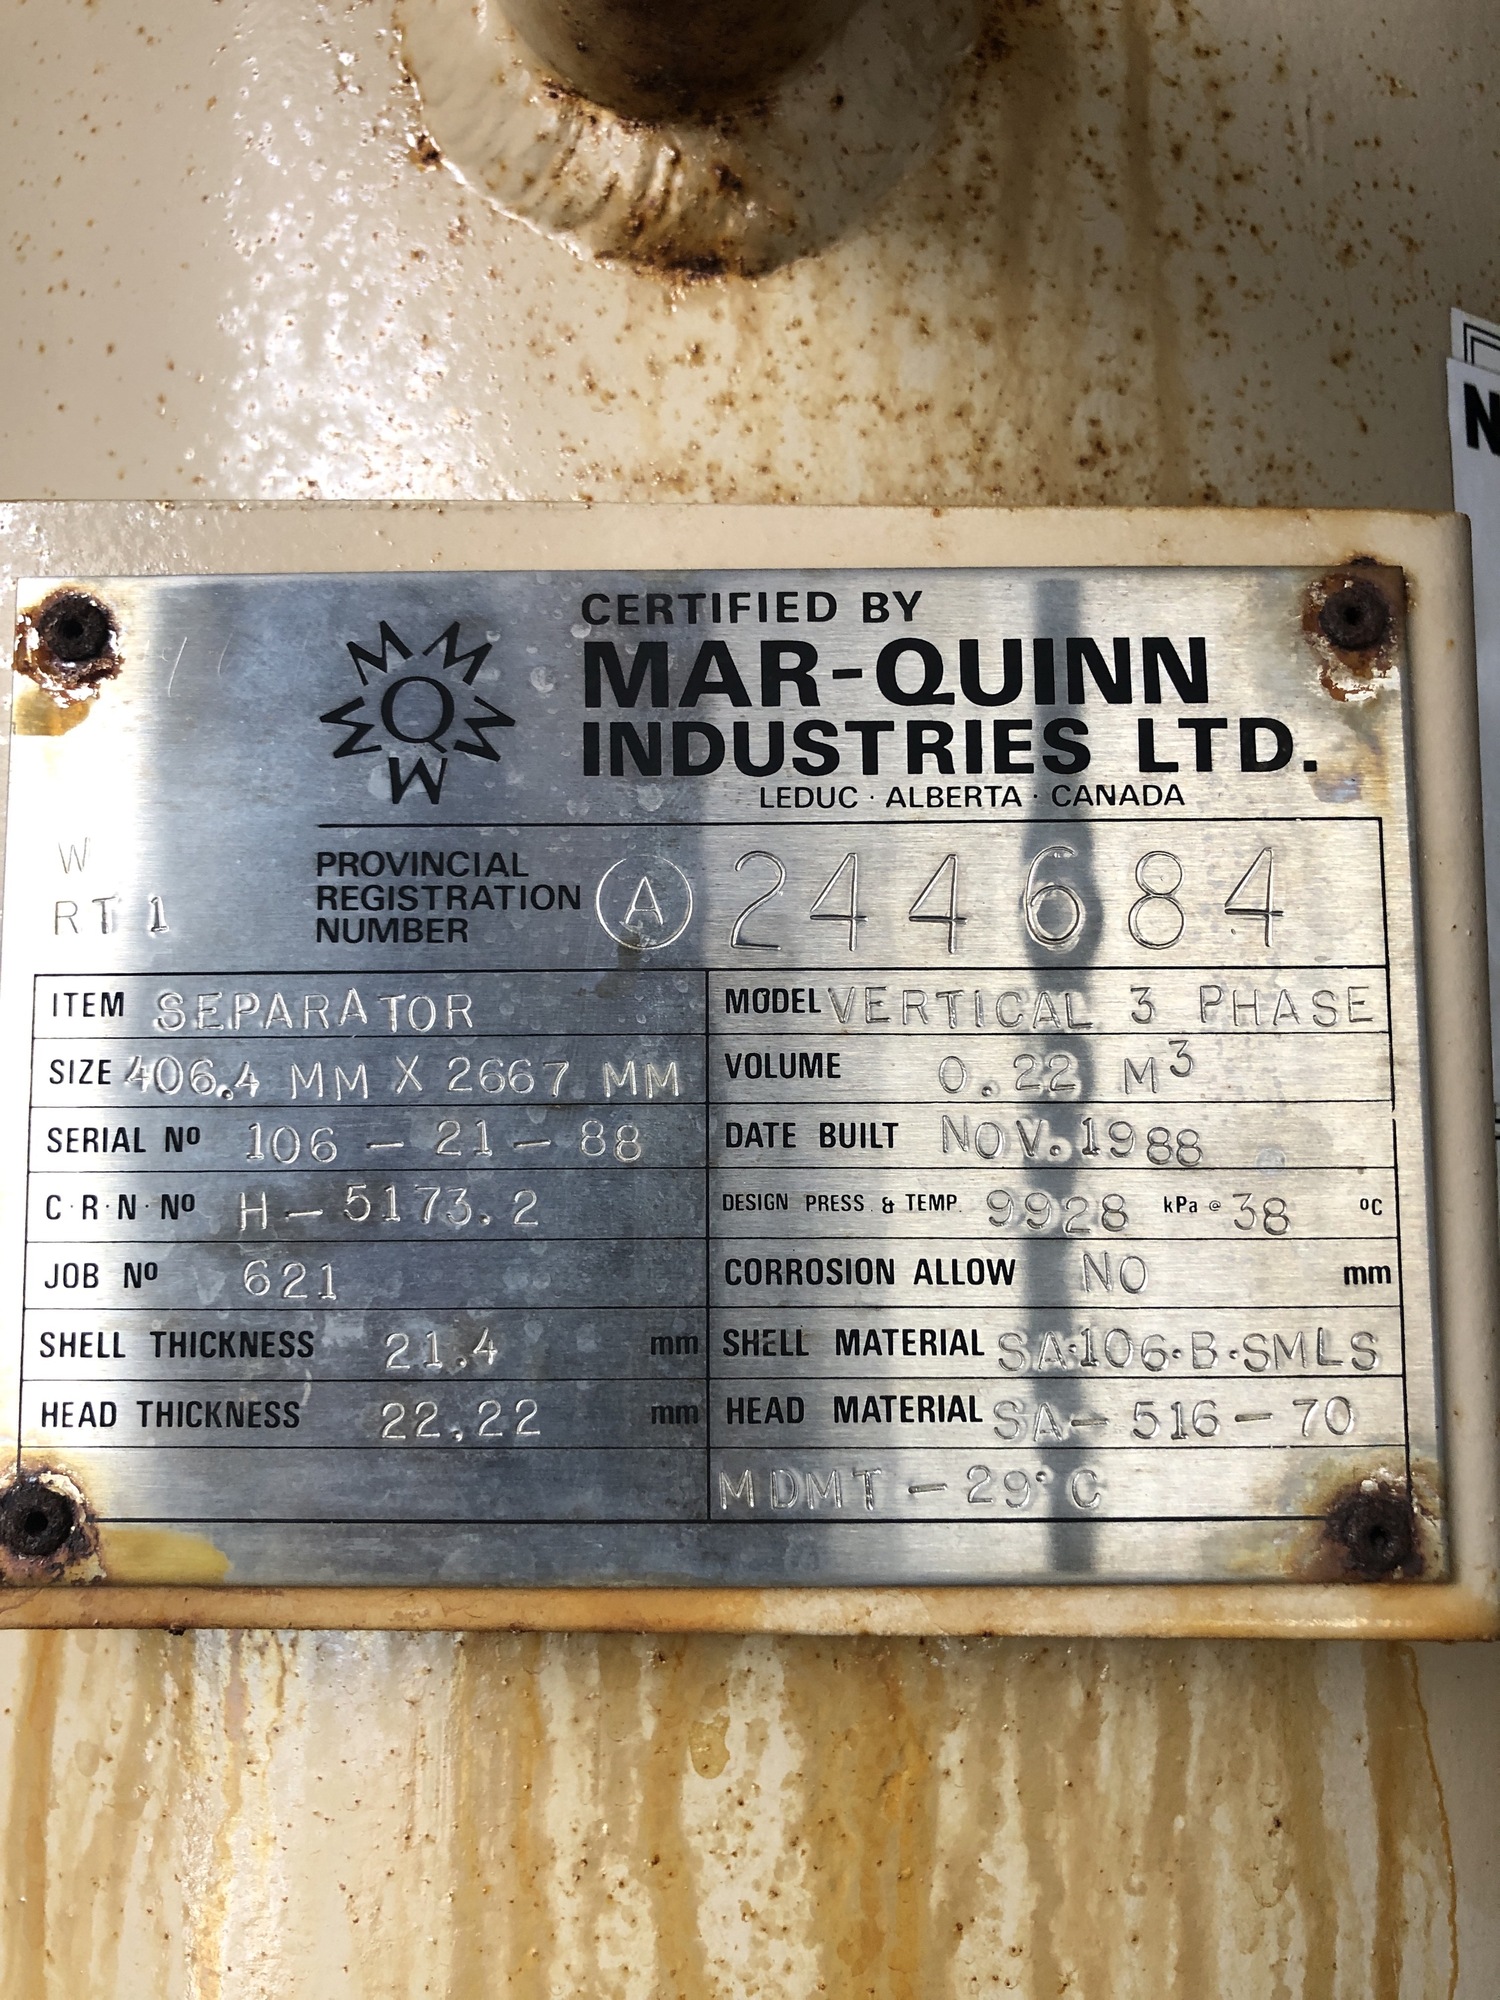 N
CERTIFIED BY
MAR-QUINN
INDUSTRIES LTD.
LEDUC · ALBERTA · CANADA
MMMMMMW
Q
W
RT 1
PROVINCIAL
REGISTRATION
NUMBER
A 244684
ITEM SEPARATOR
MODEL VERTICAL 3 PHASE
SIZE 406.4 MM X 2667 MM
VOLUME 0.22 M³
SERIAL Nº 106 - 21 - 88
DATE BUILT NOV. 1988
C·R·N· Nº H - 5173.2
DESIGN PRESS. & TEMP. 9928 kPa @ 38 ºC
JOB Nº 621
CORROSION ALLOW NO mm
SHELL THICKNESS 21.4 mm
SHELL MATERIAL SA·106·B·SMLS
HEAD THICKNESS 22.22 mm
HEAD MATERIAL SA - 516 - 70
MDMT - 29°C